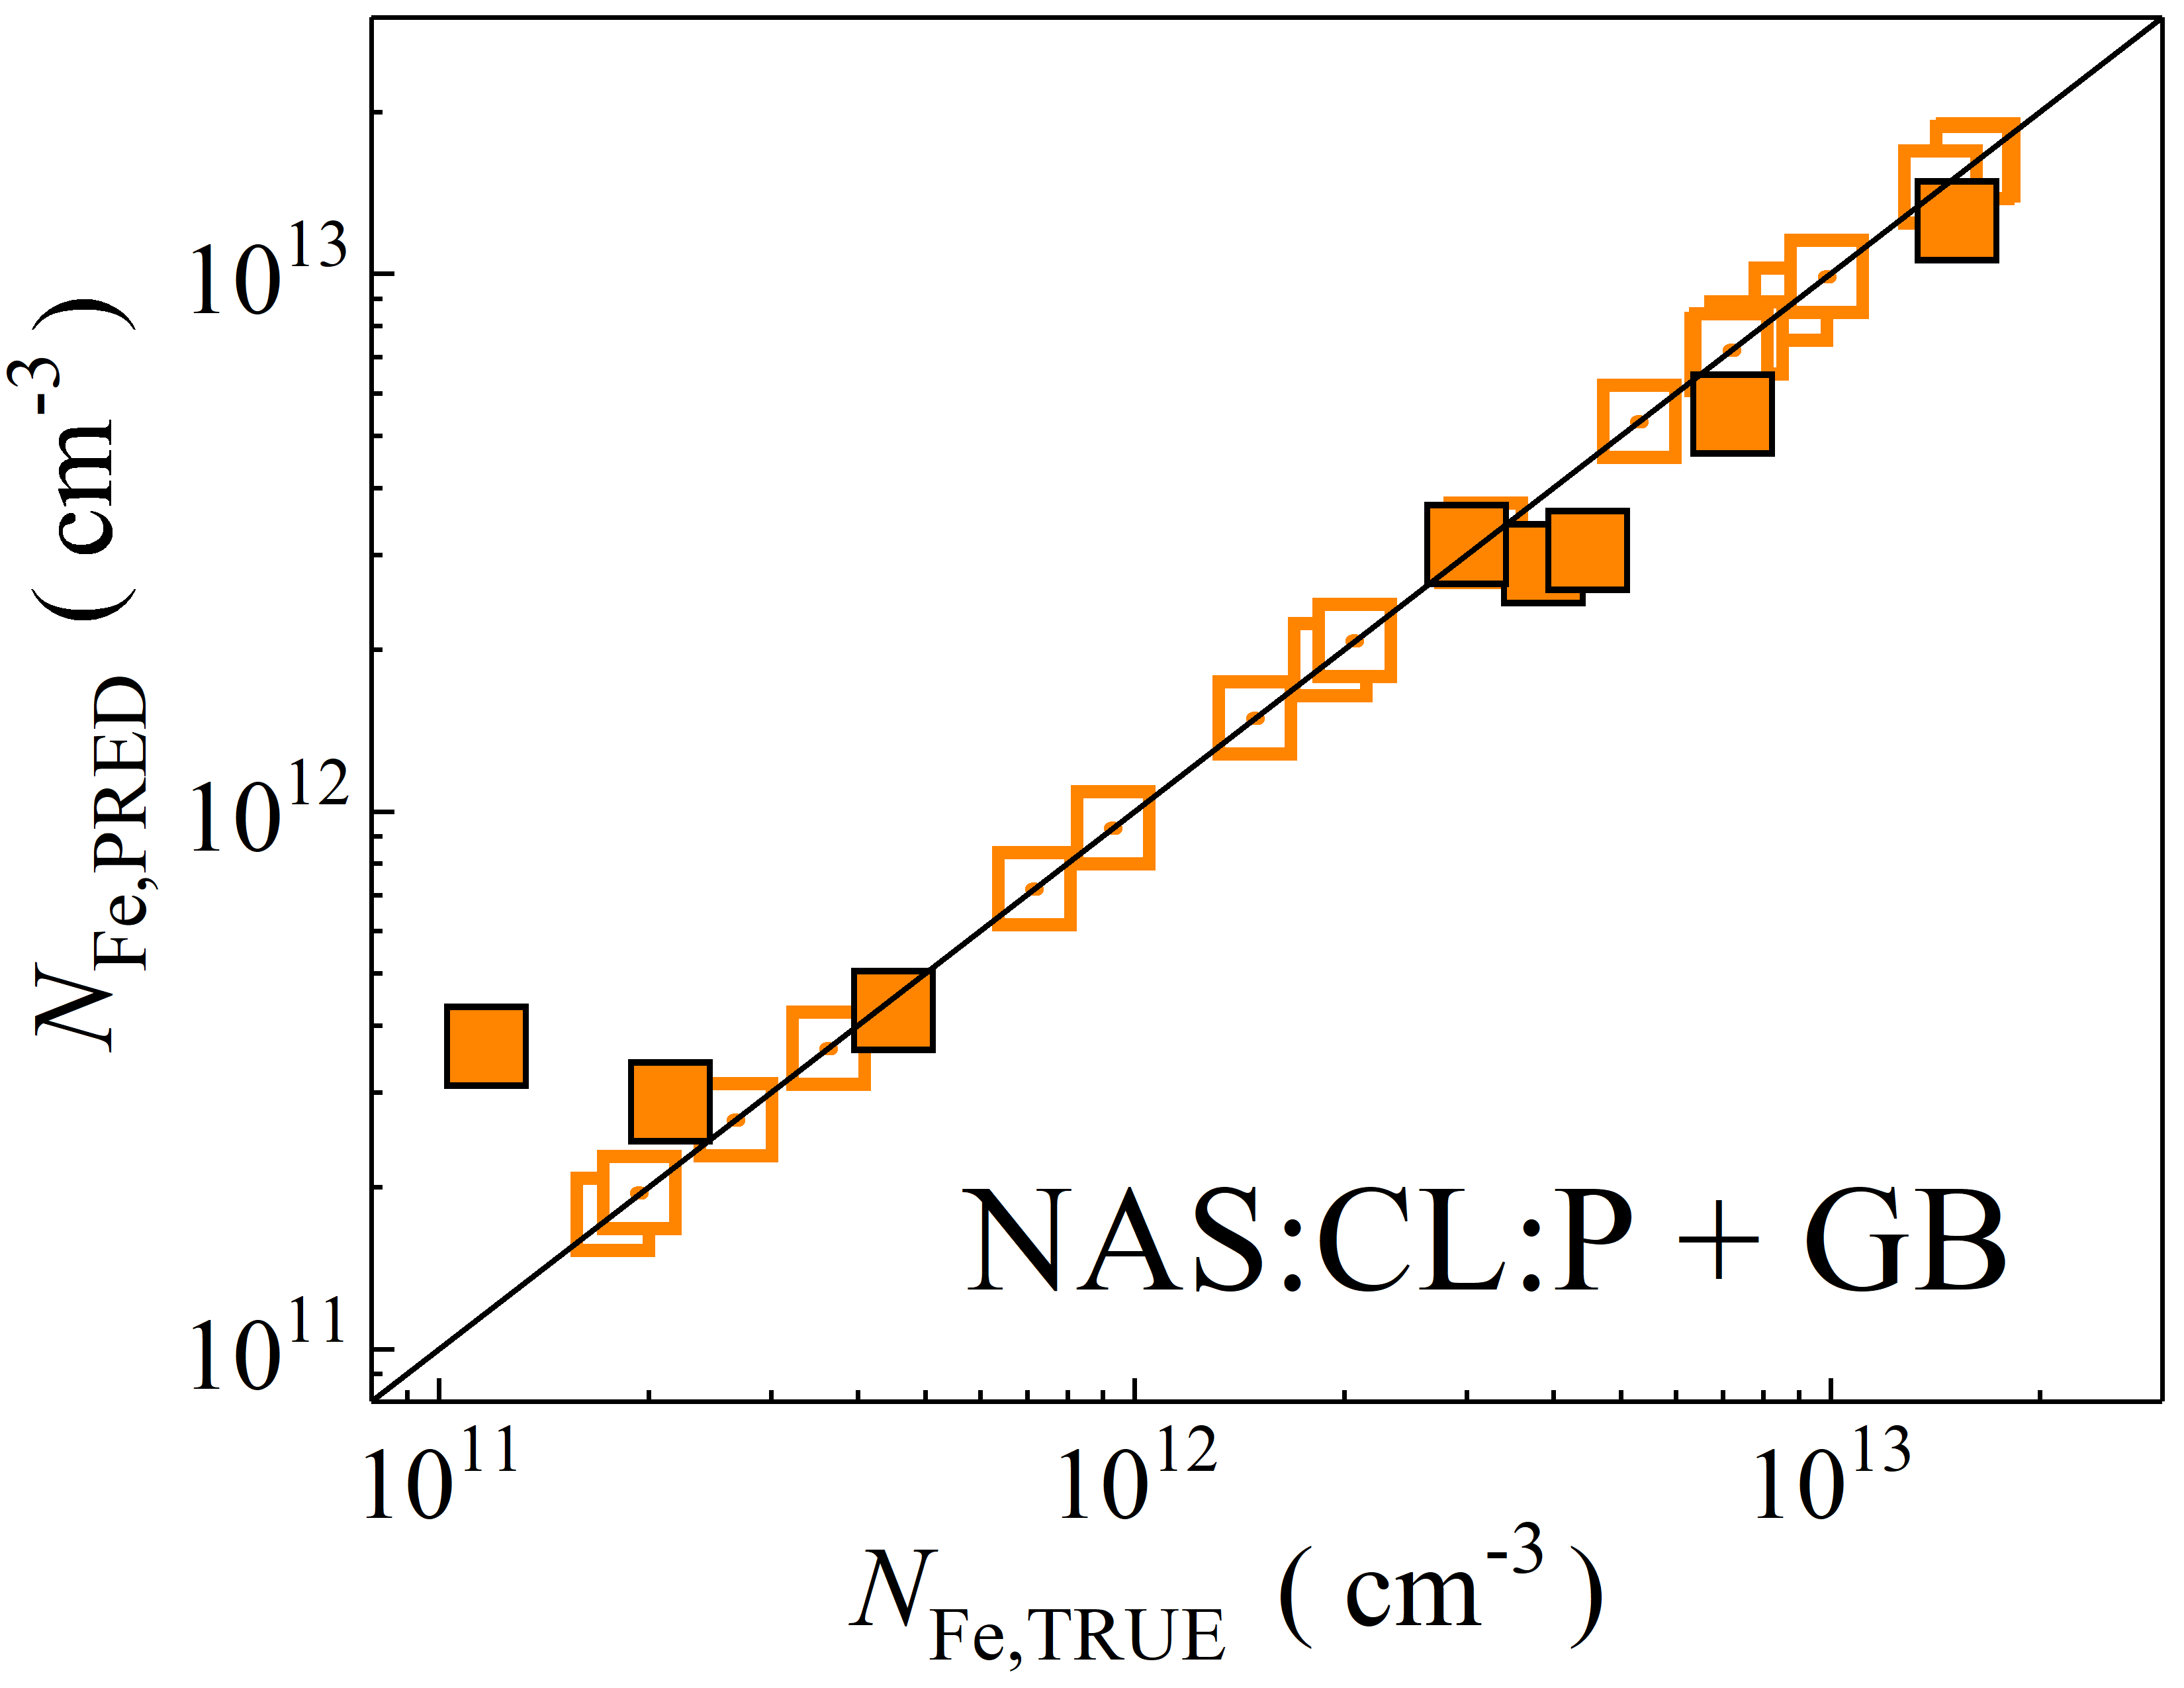 N_Fe,PRED ( cm^-3 )
10^13
10^12
10^11
NAS:CL:P + GB
10^11 10^12 10^13
N_Fe,TRUE ( cm^-3 )